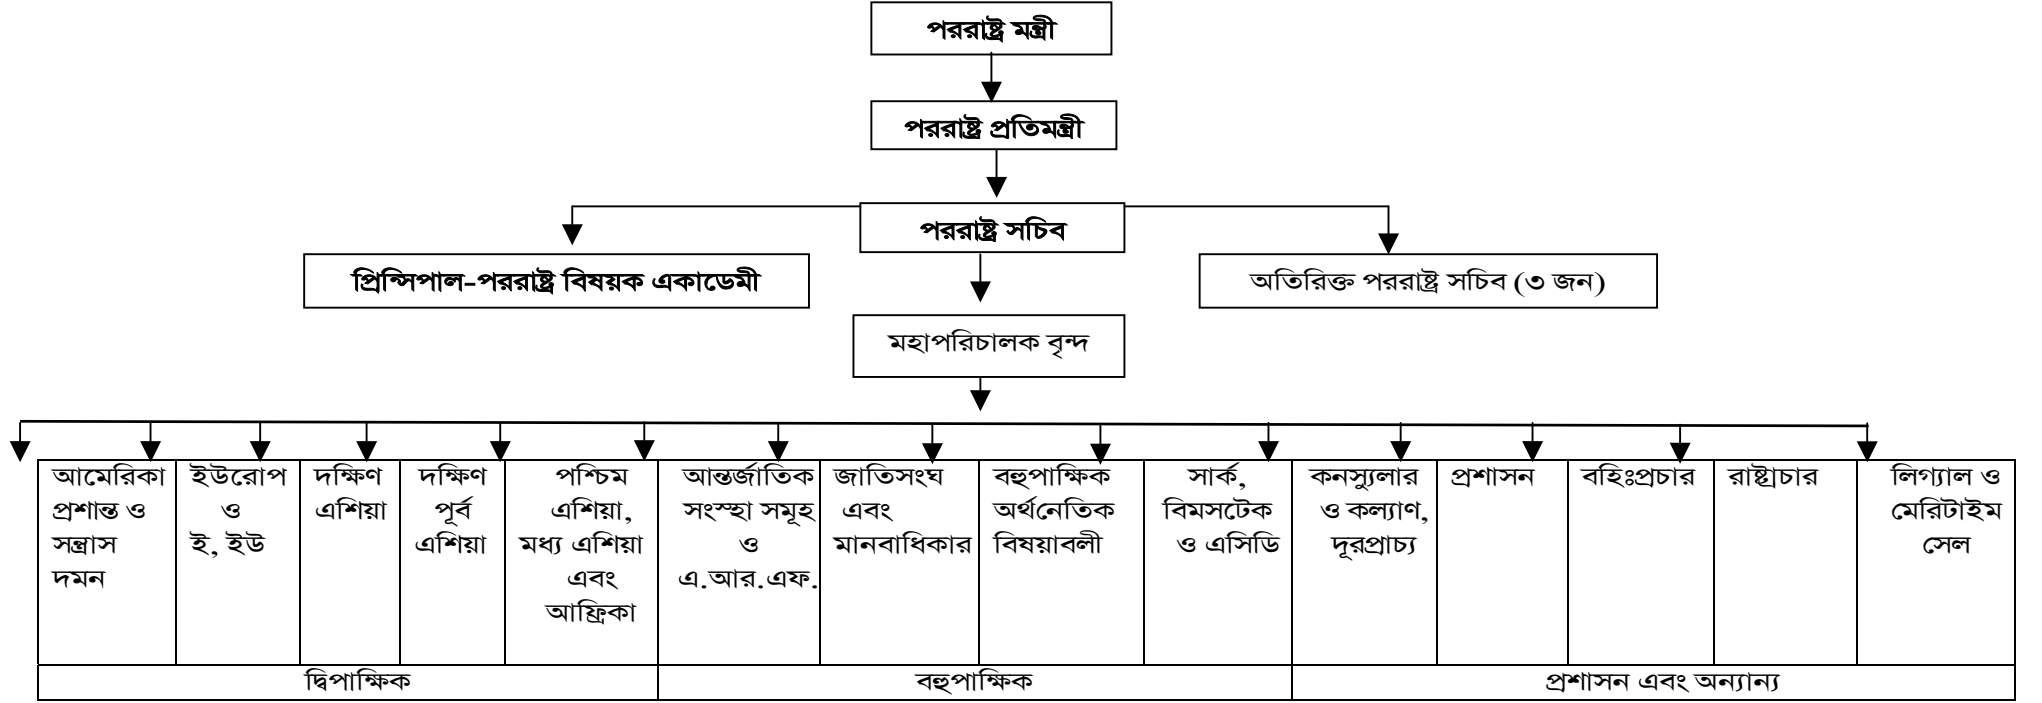 পররাষ্ট্র মন্ত্রী
পররাষ্ট্র প্রতিমন্ত্রী
পররাষ্ট্র সচিব
প্রিন্সিপাল-পররাষ্ট্র বিষয়ক একাডেমী
অতিরিক্ত পররাষ্ট্র সচিব (৩ জন)
মহাপরিচালক বৃন্দ
আমেরিকা
প্রশান্ত ও
সন্ত্রাস
দমন
ইউরোপ
ও
ই, ইউ
দক্ষিণ
এশিয়া
দক্ষিণ
পূর্ব
এশিয়া
পশ্চিম
এশিয়া,
মধ্য এশিয়া
এবং
আফ্রিকা
আন্তর্জাতিক
সংস্হা সমূহ
ও
এ.আর.এফ.
জাতিসংঘ
এবং
মানবাধিকার
বহুপাক্ষিক
অর্থনৈতিক
বিষয়াবলী
সার্ক,
বিমসটেক
ও এসিডি
কনস্যুলার
ও কল্যাণ,
দূরপ্রাচ্য
প্রশাসন
বহিঃপ্রচার
রাষ্ট্রাচার
লিগ্যাল ও
মেরিটাইম
সেল
দ্বিপাক্ষিক
বহুপাক্ষিক
প্রশাসন এবং অন্যান্য